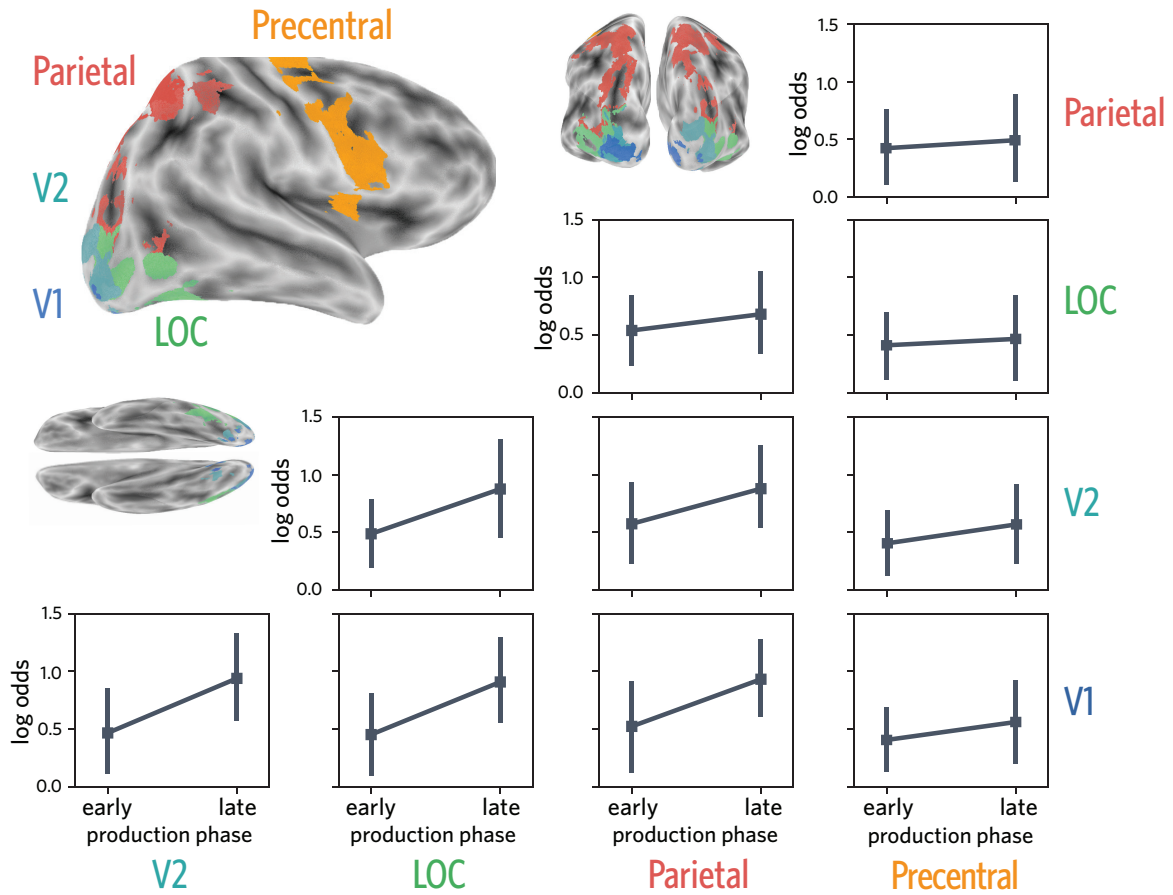 Precentral
Parietal
V2
V1
LOC
1.5
1.0
0.5
0.0
log odds
Parietal
1.5
1.0
0.5
0.0
log odds
LOC
1.5
1.0
0.5
0.0
log odds
V2
1.5
1.0
0.5
0.0
log odds
V1
early late
production phase
early late
production phase
early late
production phase
early late
production phase
V2
LOC
Parietal
Precentral